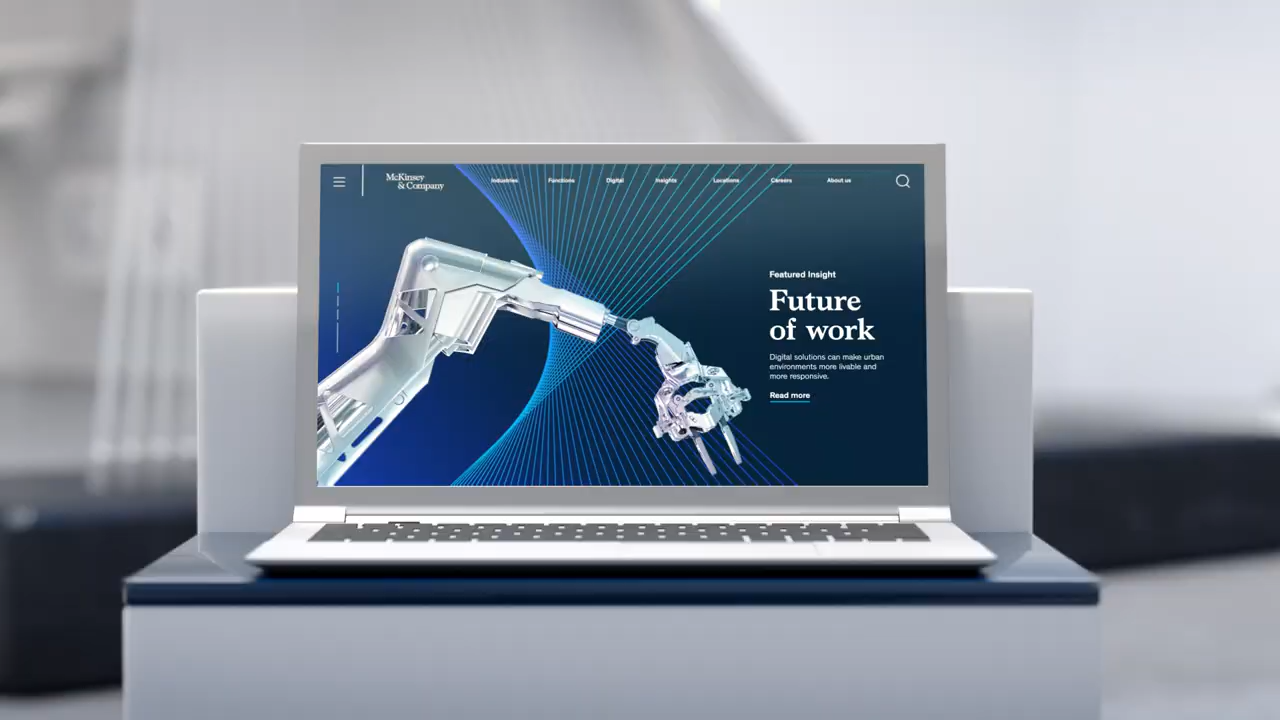 McKinsey
& Company
Industries
Functions
Digital
Insights
Locations
Careers
About us
Featured Insight
Future
of work
Digital solutions can make urban
environments more livable and
more responsive.
Read more